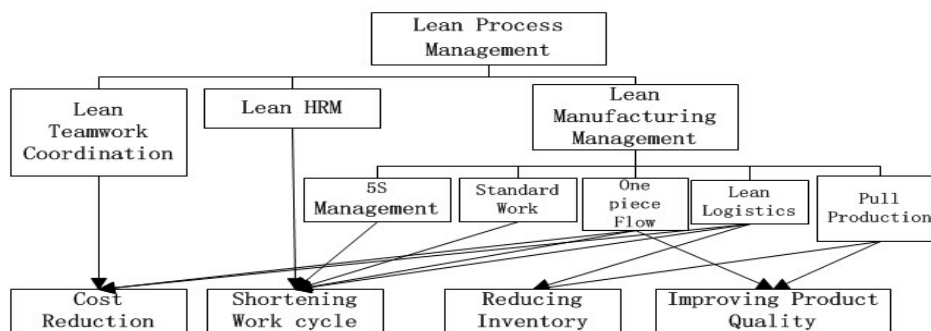 Lean Process
Management
Lean
Teamwork
Coordination
Lean HRM
Lean
Manufacturing
Management
5S
Management
Standard
Work
One
piece
Flow
Lean
Logistics
Pull
Production
Cost
Reduction
Shortening
Work cycle
Reducing
Inventory
Improving Product
Quality